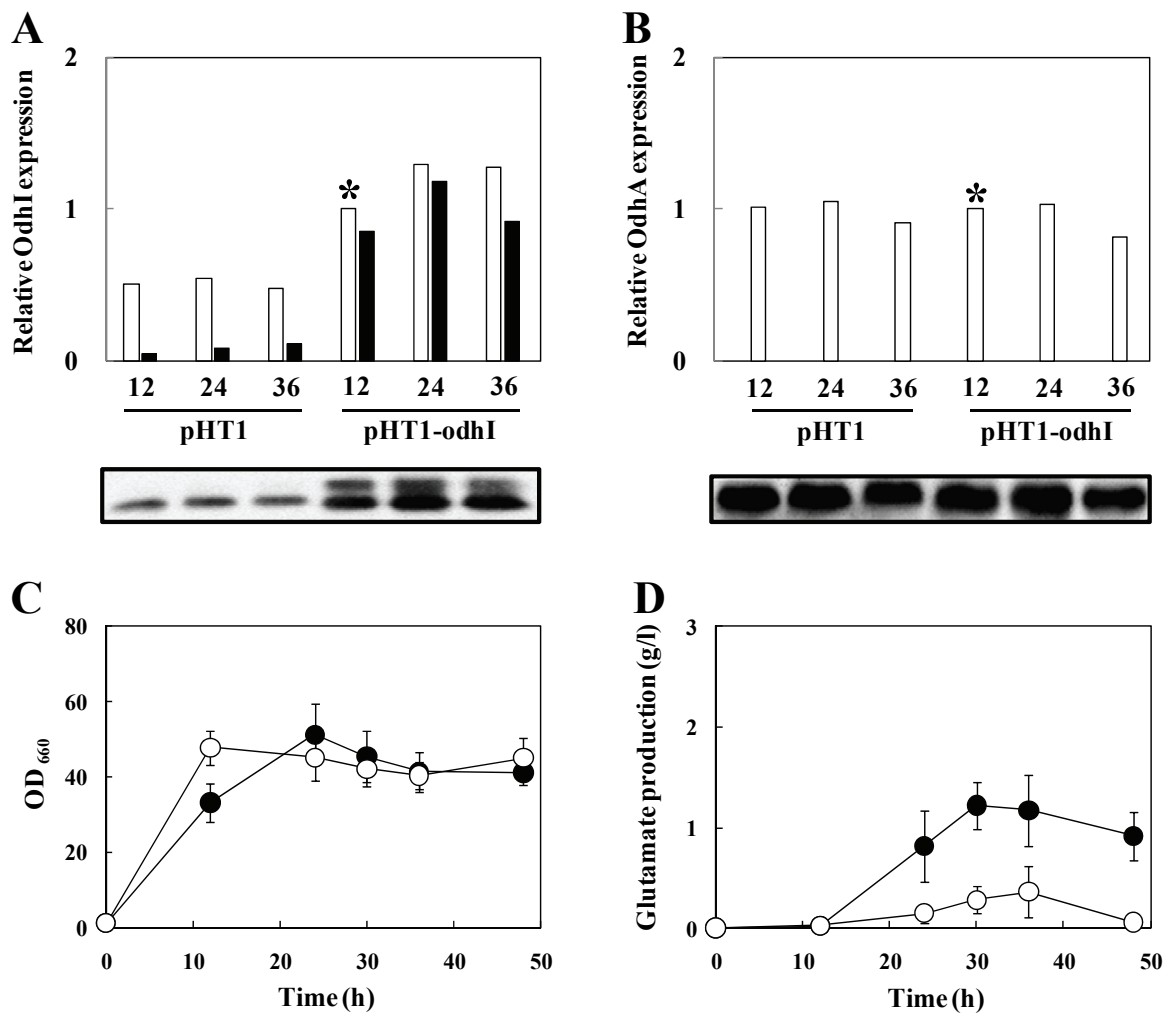 A
Relative OdhI expression
2
1
0
*
12 24 36 12 24 36
pHT1 pHT1-odhI
B
Relative OdhA expression
2
1
0
*
12 24 36 12 24 36
pHT1 pHT1-odhI
C
OD660
80
60
40
20
0
0 10 20 30 40 50
Time (h)
D
Glutamate production (g/l)
3
2
1
0
0 10 20 30 40 50
Time (h)